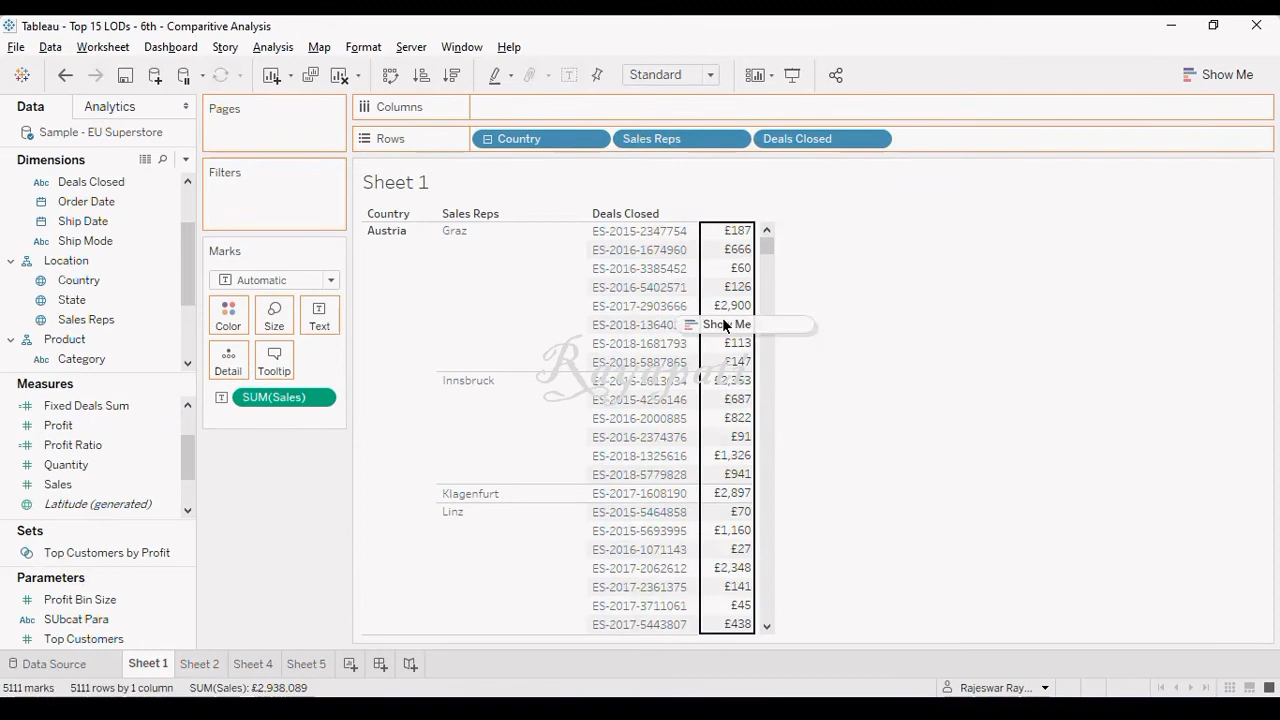 Tableau - Top 15 LODs - 6th - Comparitive Analysis
File Data Worksheet Dashboard Story Analysis Map Format Server Window Help
Standard
Show Me
Data Analytics
Sample - EU Superstore
Dimensions
Abc Deals Closed
Order Date
Ship Date
Abc Ship Mode
Location
Country
State
Sales Reps
Product
Abc Category
Measures
Fixed Deals Sum
Profit
Profit Ratio
Quantity
Sales
Latitude (generated)
Sets
Top Customers by Profit
Parameters
Profit Bin Size
Abc SUbcat Para
Top Customers
Pages
Filters
Marks
Automatic
Color Size Text
Detail Tooltip
SUM(Sales)
Columns
Rows Country Sales Reps Deals Closed
Sheet 1
Country Sales Reps Deals Closed
Austria Graz ES-2015-2347754 £187
ES-2016-1674960 £666
ES-2016-3385452 £60
ES-2016-5402571 £126
ES-2017-2903666 £2,900
Show Me
ES-2018-1681793 £113
ES-2018-5887865 £147
Innsbruck
ES-2015-4256146 £687
ES-2016-2000885 £822
ES-2016-2374376 £91
ES-2018-1325616 £1,326
ES-2018-5779828 £941
Klagenfurt ES-2017-1608190 £2,897
Linz ES-2015-5464858 £70
ES-2015-5693995 £1,160
ES-2016-1071143 £27
ES-2017-2062612 £2,348
ES-2017-2361375 £141
ES-2017-3711061 £45
ES-2017-5443807 £438
Data Source Sheet 1 Sheet 2 Sheet 4 Sheet 5
5111 marks 5111 rows by 1 column SUM(Sales): £2,938,089 Rajeswar Ray...